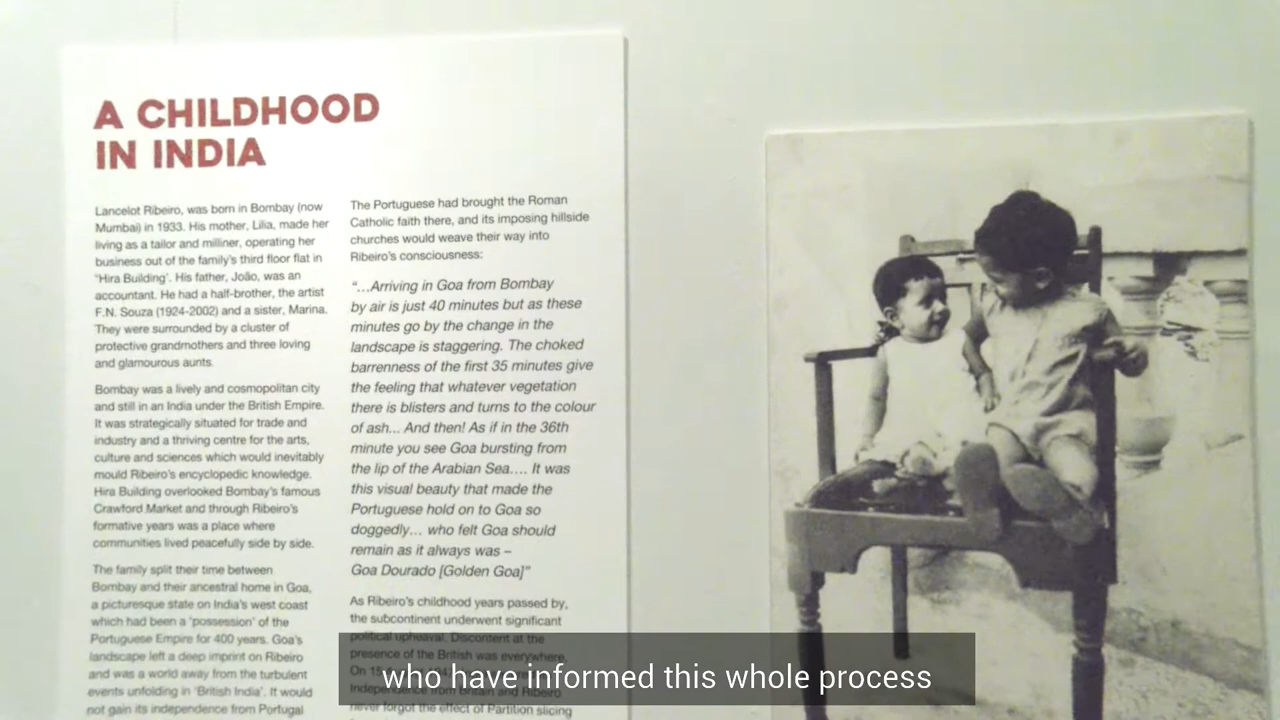 A CHILDHOOD
IN INDIA
Lancelot Ribeiro, was born in Bombay (now
Mumbai) in 1933. His mother, Lilia, made her
living as a tailor and milliner, operating her
business out of the family's third floor flat in
'Hira Building'. His father, João, was an
accountant. He had a half-brother, the artist
F.N. Souza (1924-2002) and a sister, Marina.
They were surrounded by a cluster of
protective grandmothers and three loving
and glamourous aunts.
Bombay was a lively and cosmopolitan city
and still in an India under the British Empire.
It was strategically situated for trade and
industry and a thriving centre for the arts,
culture and sciences which would inevitably
mould Ribeiro's encyclopedic knowledge.
Hira Building overlooked Bombay's famous
Crawford Market and through Ribeiro's
formative years was a place where
communities lived peacefully side by side.
The family split their time between
Bombay and their ancestral home in Goa,
a picturesque state on India's west coast
which had been a 'possession' of the
Portuguese Empire for 400 years. Goa's
landscape left a deep imprint on Ribeiro
and was a world away from the turbulent
events unfolding in 'British India'. It would
not gain its independence from Portugal
The Portuguese had brought the Roman
Catholic faith there, and its imposing hillside
churches would weave their way into
Ribeiro's consciousness:
"...Arriving in Goa from Bombay
by air is just 40 minutes but as these
minutes go by the change in the
landscape is staggering. The choked
barrenness of the first 35 minutes give
the feeling that whatever vegetation
there is blisters and turns to the colour
of ash... And then! As if in the 36th
minute you see Goa bursting from
the lip of the Arabian Sea.... It was
this visual beauty that made the
Portuguese hold on to Goa so
doggedly... who felt Goa should
remain as it always was –
Goa Dourado [Golden Goa]"
As Ribeiro's childhood years passed by,
the subcontinent underwent significant
political upheaval. Discontent at the
presence of the British was everywhere.
On 15
Independence from Britain and Ribeiro
never forgot the effect of Partition slicing
who have informed this whole process